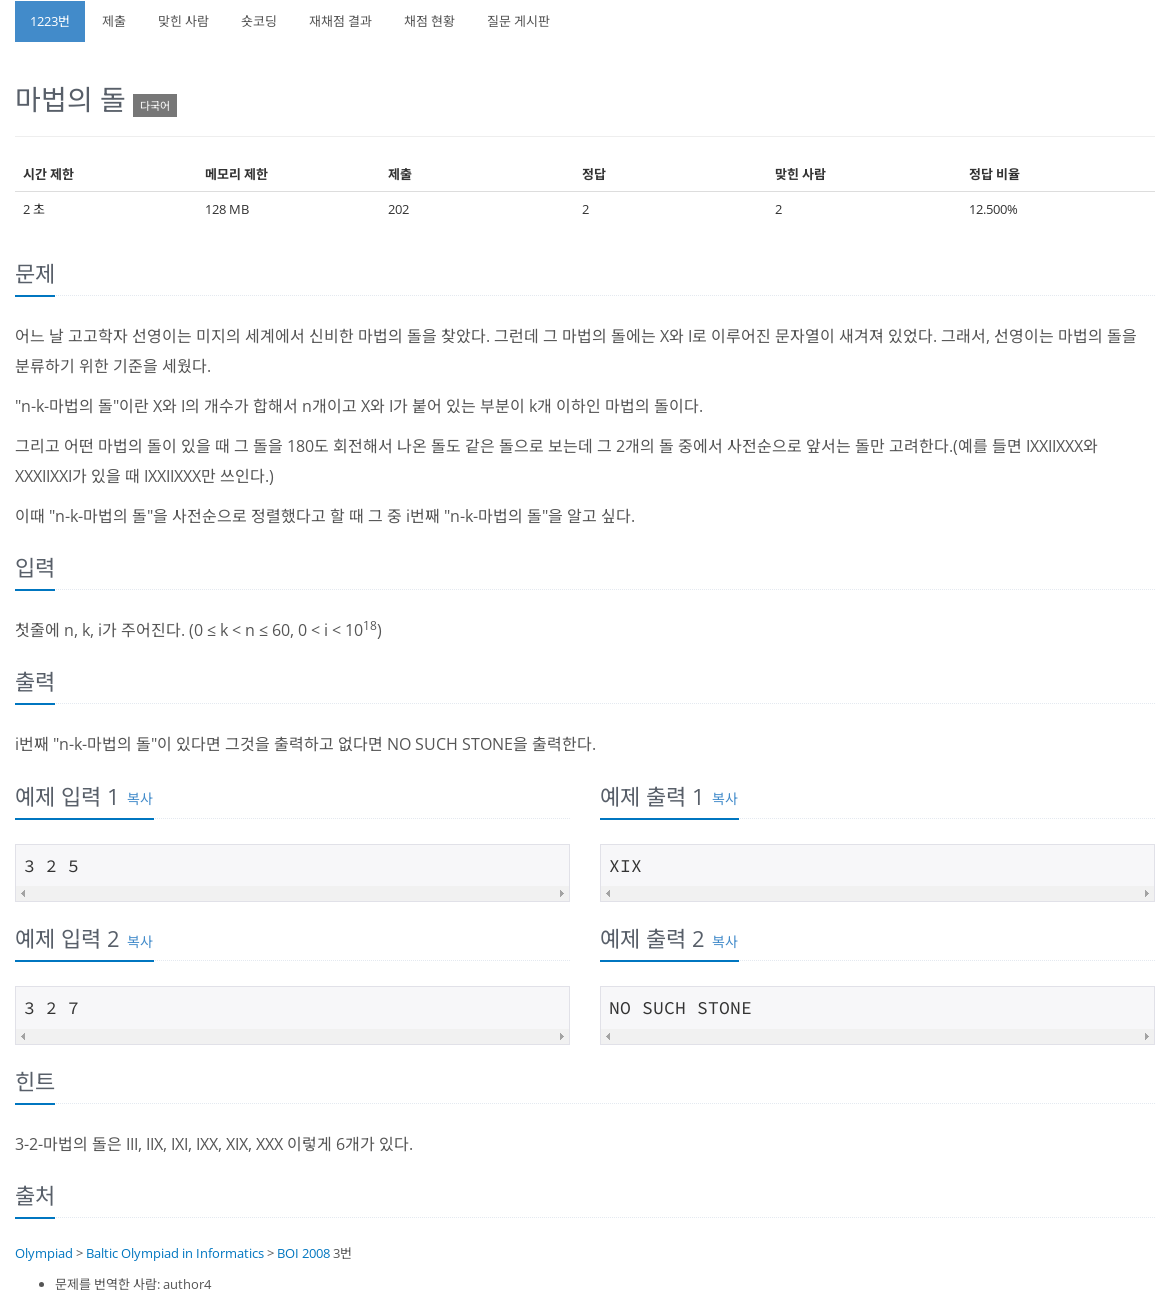 1223번 제출 맞힌 사람 숏코딩 재채점 결과 채점 현황 질문 게시판
마법의 돌 다국어
시간 제한 메모리 제한 제출 정답 맞힌 사람 정답 비율
2 초 128 MB 202 2 2 12.500%
문제
어느 날 고고학자 선영이는 미지의 세계에서 신비한 마법의 돌을 찾았다. 그런데 그 마법의 돌에는 X와 I로 이루어진 문자열이 새겨져 있었다. 그래서, 선영이는 마법의 돌을
분류하기 위한 기준을 세웠다.
"n-k-마법의 돌"이란 X와 I의 개수가 합해서 n개이고 X와 I가 붙어 있는 부분이 k개 이하인 마법의 돌이다.
그리고 어떤 마법의 돌이 있을 때 그 돌을 180도 회전해서 나온 돌도 같은 돌으로 보는데 그 2개의 돌 중에서 사전순으로 앞서는 돌만 고려한다.(예를 들면 IXXIIXXX와
XXXIIXXI가 있을 때 IXXIIXXX만 쓰인다.)
이때 "n-k-마법의 돌"을 사전순으로 정렬했다고 할 때 그 중 i번째 "n-k-마법의 돌"을 알고 싶다.
입력
첫줄에 n, k, i가 주어진다. (0 ≤ k < n ≤ 60, 0 < i < 10^18)
출력
i번째 "n-k-마법의 돌"이 있다면 그것을 출력하고 없다면 NO SUCH STONE을 출력한다.
예제 입력 1 복사 예제 출력 1 복사
3 2 5 XIX
예제 입력 2 복사 예제 출력 2 복사
3 2 7 NO SUCH STONE
힌트
3-2-마법의 돌은 III, IIX, IXI, IXX, XIX, XXX 이렇게 6개가 있다.
출처
Olympiad > Baltic Olympiad in Informatics > BOI 2008 3번
• 문제를 번역한 사람: author4